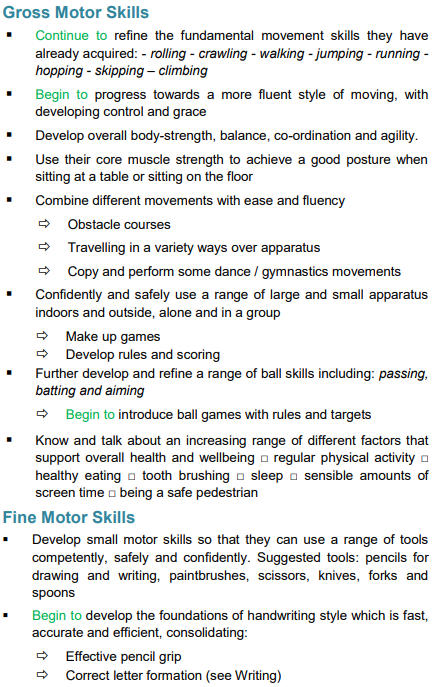 Gross Motor Skills
▪ Continue to refine the fundamental movement skills they have
already acquired: - rolling - crawling - walking - jumping - running -
hopping - skipping – climbing
▪ Begin to progress towards a more fluent style of moving, with
developing control and grace
▪ Develop overall body-strength, balance, co-ordination and agility.
▪ Use their core muscle strength to achieve a good posture when
sitting at a table or sitting on the floor
▪ Combine different movements with ease and fluency
⇨ Obstacle courses
⇨ Travelling in a variety ways over apparatus
⇨ Copy and perform some dance / gymnastics movements
▪ Confidently and safely use a range of large and small apparatus
indoors and outside, alone and in a group
⇨ Make up games
⇨ Develop rules and scoring
▪ Further develop and refine a range of ball skills including: passing,
batting and aiming
⇨ Begin to introduce ball games with rules and targets
▪ Know and talk about an increasing range of different factors that
support overall health and wellbeing □ regular physical activity □
healthy eating □ tooth brushing □ sleep □ sensible amounts of
screen time □ being a safe pedestrian
Fine Motor Skills
▪ Develop small motor skills so that they can use a range of tools
competently, safely and confidently. Suggested tools: pencils for
drawing and writing, paintbrushes, scissors, knives, forks and
spoons
▪ Begin to develop the foundations of handwriting style which is fast,
accurate and efficient, consolidating:
⇨ Effective pencil grip
⇨ Correct letter formation (see Writing)